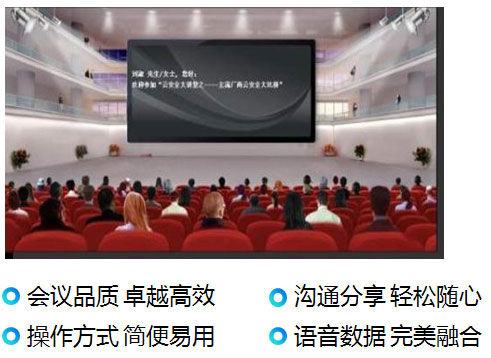 刘敏 先生/女士，您好：
欢迎参加“云安全大讲堂之——主流厂商云安全大比拼”
会议品质 卓越高效
沟通分享 轻松随心
操作方式 简便易用
语音数据 完美融合